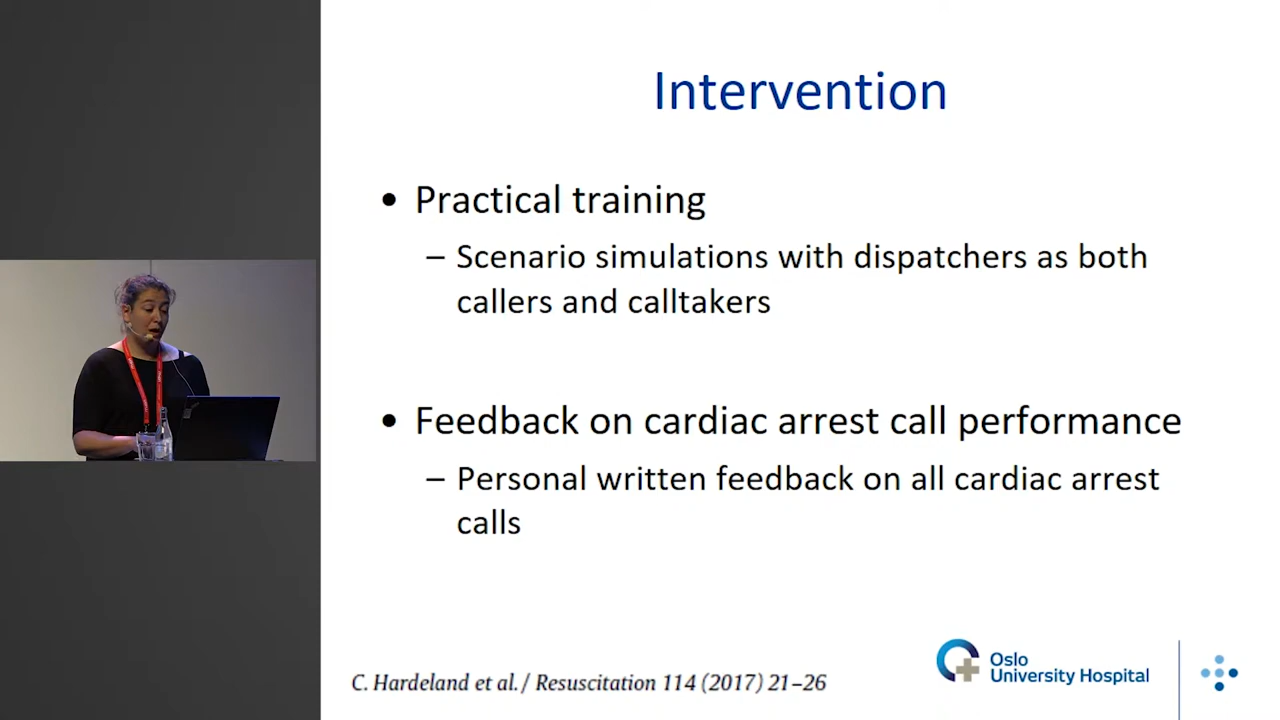 Intervention
• Practical training
– Scenario simulations with dispatchers as both
callers and calltakers
• Feedback on cardiac arrest call performance
– Personal written feedback on all cardiac arrest
calls
C. Hardeland et al. / Resuscitation 114 (2017) 21–26
Oslo
University Hospital